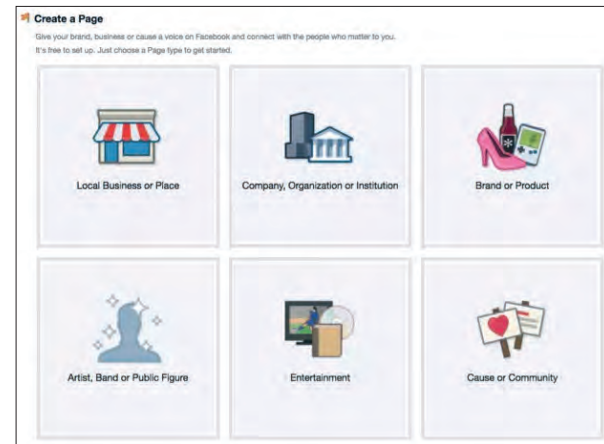 Create a Page
Give your brand, business or cause a voice on Facebook and connect with the people who matter to you.
It's free to set up. Just choose a Page type to get started.
Local Business or Place
Company, Organization or Institution
Brand or Product
Artist, Band or Public Figure
Entertainment
Cause or Community